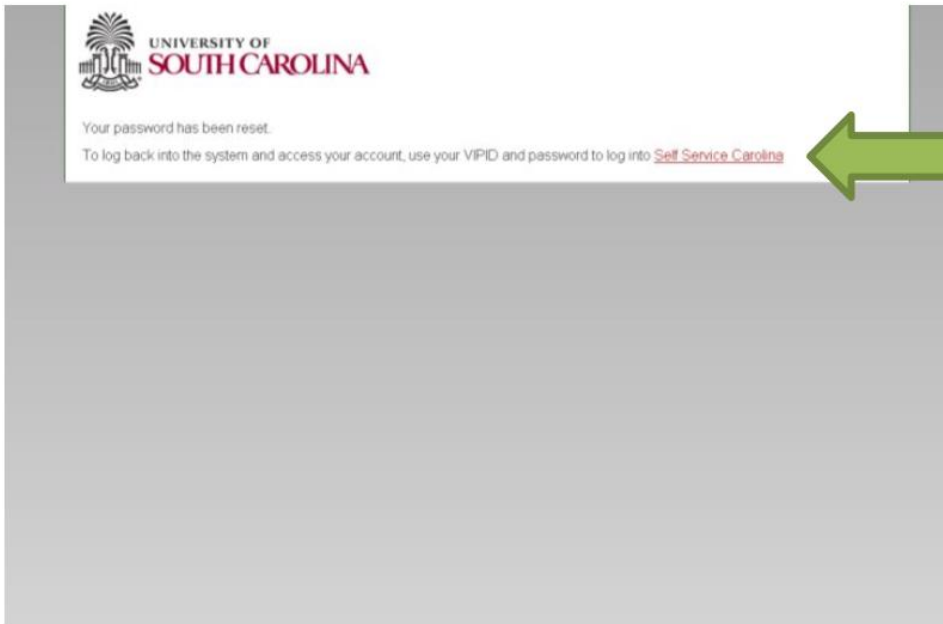 UNIVERSITY OF
SOUTH CAROLINA
Your password has been reset.
To log back into the system and access your account, use your VIPID and password to log into Self Service Carolina